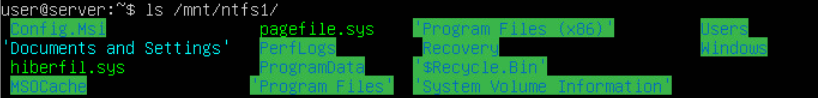 user@server:~$ ls /mnt/ntfs1/
Config.Msi pagefile.sys 'Program Files (x86)' Users
'Documents and Settings' PerfLogs Recovery Windows
hiberfil.sys ProgramData '$Recycle.Bin'
MSOCache 'Program Files' 'System Volume Information'